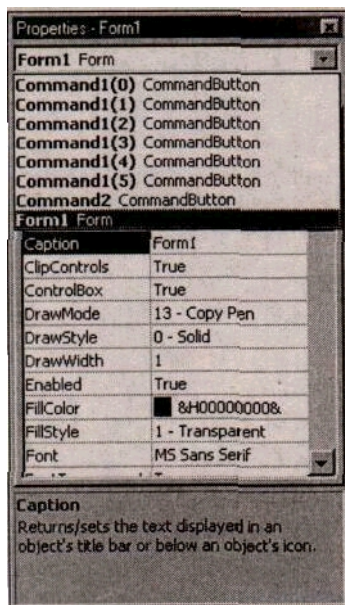 Properties - Form1
Form1 Form
Command1(0) CommandButton
Command1(1) CommandButton
Command1(2) CommandButton
Command1(3) CommandButton
Command1(4) CommandButton
Command1(5) CommandButton
Command2 CommandButton
Form1 Form
Caption Form1
ClipControls True
ControlBox True
DrawMode 13 - Copy Pen
DrawStyle 0 - Solid
DrawWidth 1
Enabled True
FillColor &H00000000&
FillStyle 1 - Transparent
Font MS Sans Serif
Caption
Returns/sets the text displayed in an
object's title bar or below an object's icon.